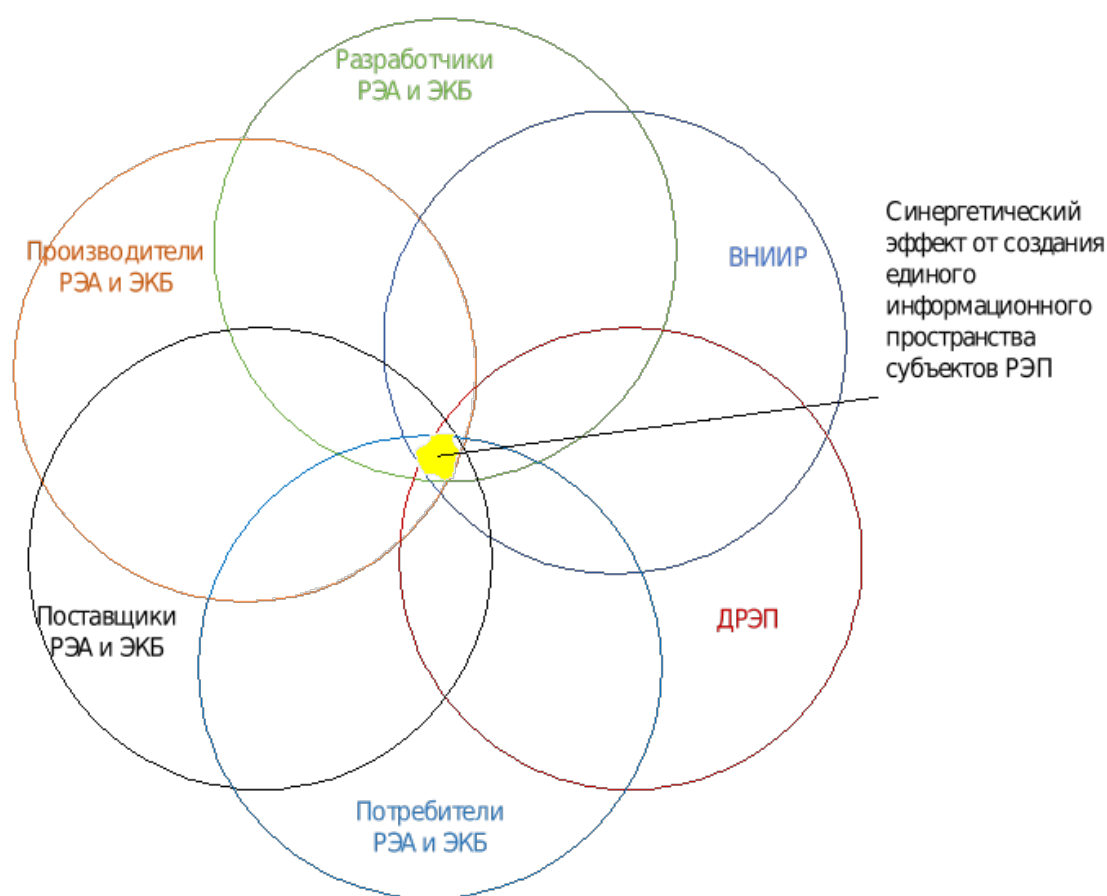 Разработчики
РЭА и ЭКБ
Производители
РЭА и ЭКБ
ВНИИР
Синергетический
эффект от создания
единого
информационного
пространства
субъектов РЭП
Поставщики
РЭА и ЭКБ
ДРЭП
Потребители
РЭА и ЭКБ